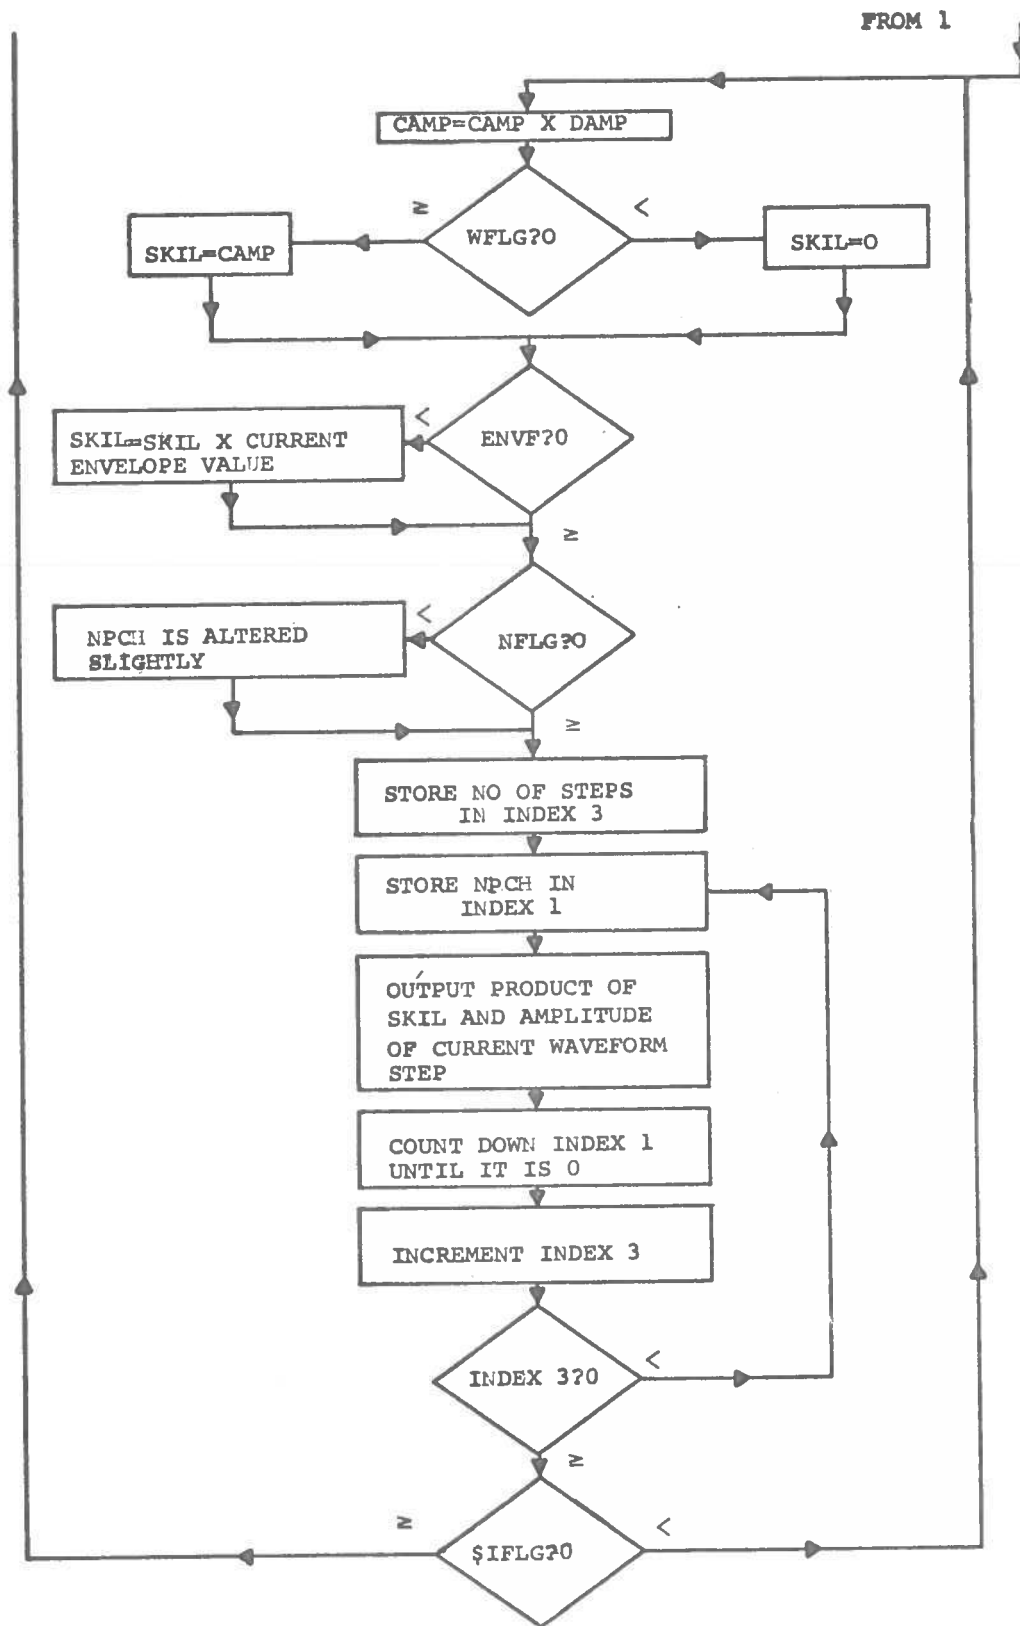 FROM 1
CAMP=CAMP X DAMP
≥
<
WFLG?0
SKIL=CAMP
SKIL=0
<
SKIL=SKIL X CURRENT
ENVELOPE VALUE
ENVF?0
≥
<
NPCH IS ALTERED
SLIGHTLY
NFLG?0
≥
STORE NO OF STEPS
IN INDEX 3
STORE NPCH IN
INDEX 1
OUTPUT PRODUCT OF
SKIL AND AMPLITUDE
OF CURRENT WAVEFORM
STEP
COUNT DOWN INDEX 1
UNTIL IT IS 0
INCREMENT INDEX 3
INDEX 3?0
<
≥
≥
<
$IFLG?0